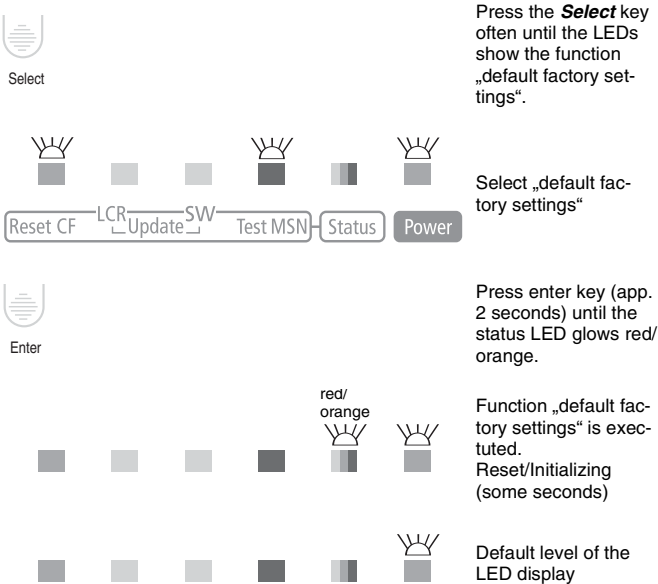 Press the Select key
often until the LEDs
show the function
„default factory set-
tings“.
Select
Select „default fac-
tory settings“
Reset CF LCR Update SW Test MSN Status Power
Press enter key (app.
2 seconds) until the
status LED glows red/
orange.
Enter
red/
orange
Function „default fac-
tory settings“ is exec-
tuted.
Reset/Initializing
(some seconds)
Default level of the
LED display